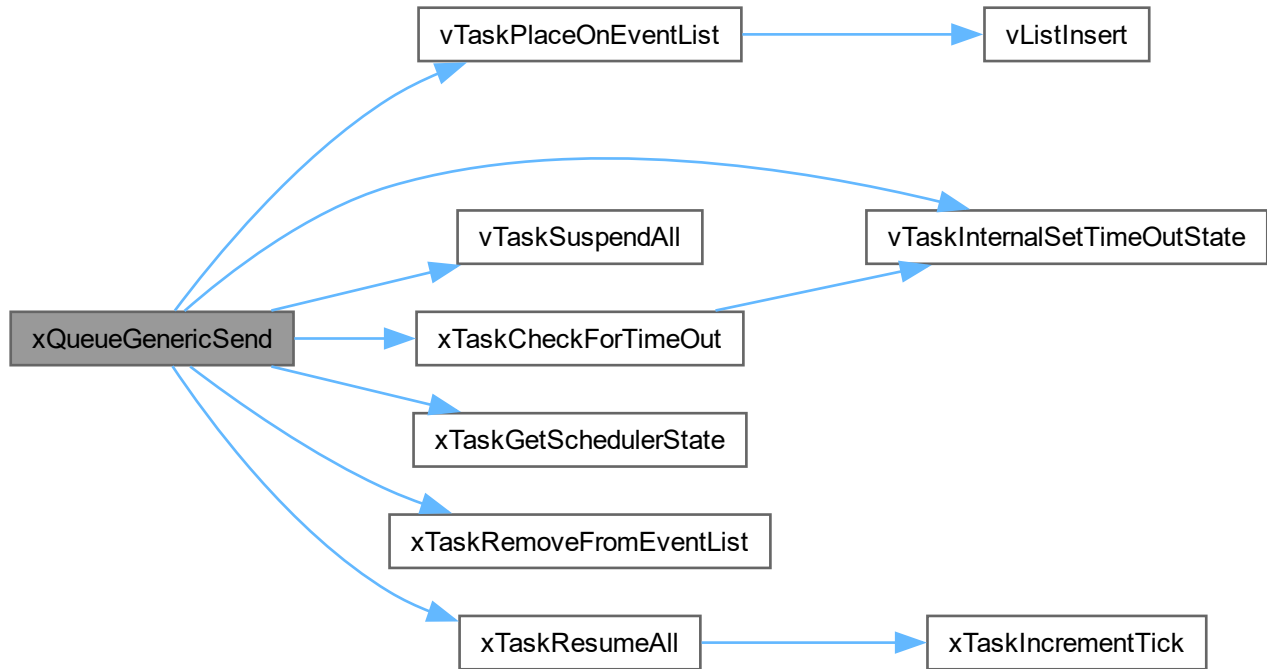 vTaskPlaceOnEventList
vListInsert
vTaskSuspendAll
vTaskInternalSetTimeOutState
xQueueGenericSend
xTaskCheckForTimeOut
xTaskGetSchedulerState
xTaskRemoveFromEventList
xTaskResumeAll
xTaskIncrementTick